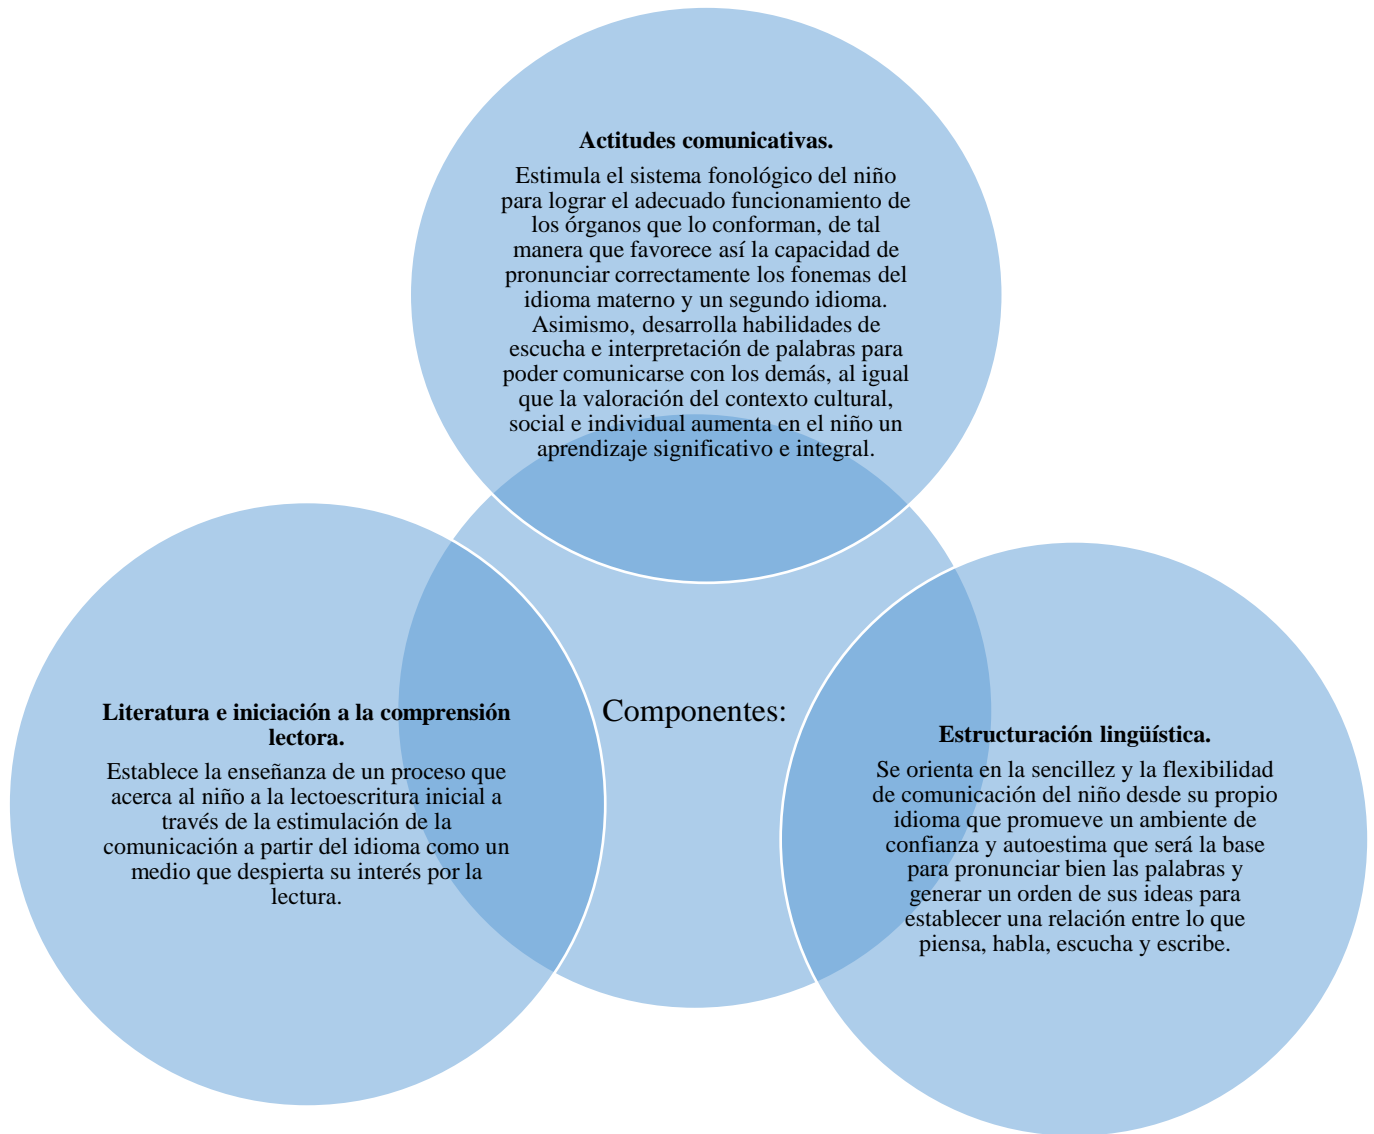 Actitudes comunicativas.
Estimula el sistema fonológico del niño
para lograr el adecuado funcionamiento de
los órganos que lo conforman, de tal
manera que favorece así la capacidad de
pronunciar correctamente los fonemas del
idioma materno y un segundo idioma.
Asimismo, desarrolla habilidades de
escucha e interpretación de palabras para
poder comunicarse con los demás, al igual
que la valoración del contexto cultural,
social e individual aumenta en el niño un
aprendizaje significativo e integral.
Componentes:
Literatura e iniciación a la comprensión
lectora.
Establece la enseñanza de un proceso que
acerca al niño a la lectoescritura inicial a
través de la estimulación de la
comunicación a partir del idioma como un
medio que despierta su interés por la
lectura.
Estructuración lingüística.
Se orienta en la sencillez y la flexibilidad
de comunicación del niño desde su propio
idioma que promueve un ambiente de
confianza y autoestima que será la base
para pronunciar bien las palabras y
generar un orden de sus ideas para
establecer una relación entre lo que
piensa, habla, escucha y escribe.